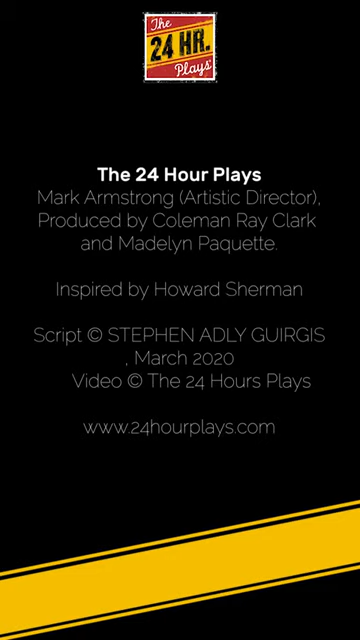 The
24 HR.
Plays
The 24 Hour Plays
Mark Armstrong (Artistic Director),
Produced by Coleman Ray Clark
and Madelyn Paquette.
Inspired by Howard Sherman
Script © STEPHEN ADLY GUIRGIS
, March 2020
Video © The 24 Hours Plays
www.24hourplays.com